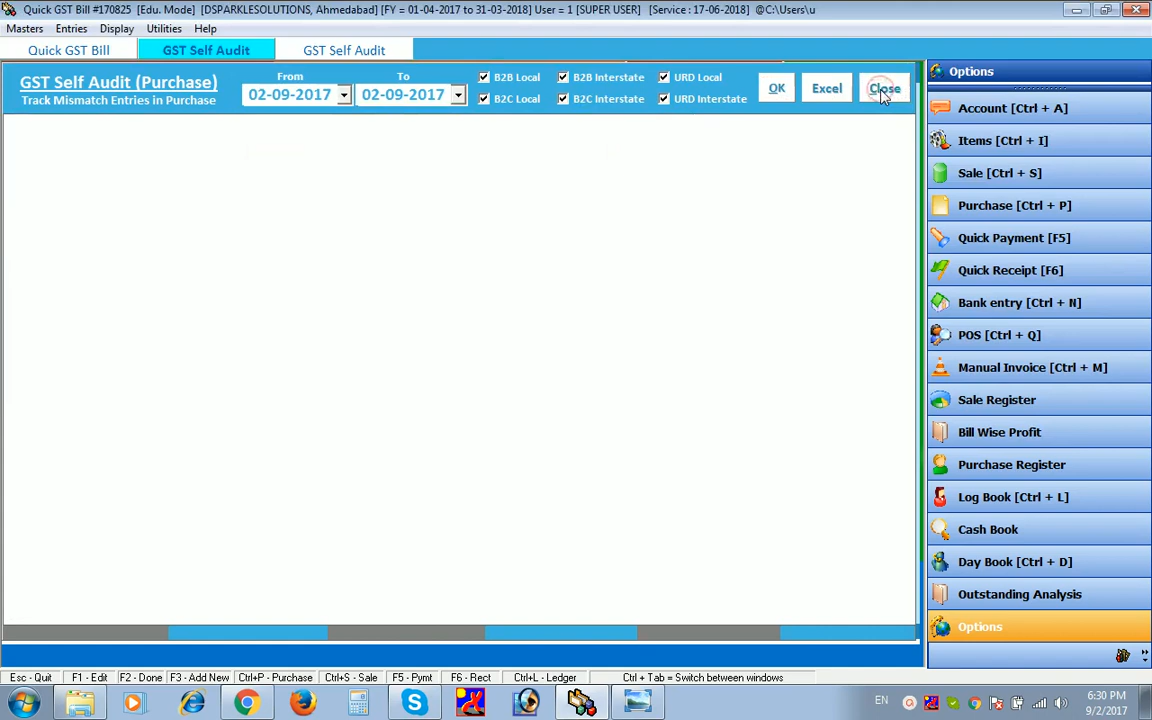 Quick GST Bill #170825 [Edu. Mode] [DSPARKLESOLUTIONS, Ahmedabad] [FY = 01-04-2017 to 31-03-2018] User = 1 [SUPER USER] [Service : 17-06-2018] @C:\Users\u
Masters Entries Display Utilities Help
Quick GST Bill GST Self Audit GST Self Audit
GST Self Audit (Purchase)
Track Mismatch Entries in Purchase
From To
02-09-2017 02-09-2017
B2B Local B2B Interstate URD Local
B2C Local B2C Interstate URD Interstate
OK Excel Close
Options
Account [Ctrl + A]
Items [Ctrl + I]
Sale [Ctrl + S]
Purchase [Ctrl + P]
Quick Payment [F5]
Quick Receipt [F6]
Bank entry [Ctrl + N]
POS [Ctrl + Q]
Manual Invoice [Ctrl + M]
Sale Register
Bill Wise Profit
Purchase Register
Log Book [Ctrl + L]
Cash Book
Day Book [Ctrl + D]
Outstanding Analysis
Options
Esc - Quit F1 - Edit F2 - Done F3 - Add New Ctrl+P - Purchase Ctrl+S - Sale F5 - Pymt F6 - Rect Ctrl+L - Ledger Ctrl + Tab = Switch between windows
EN
6:30 PM
9/2/2017